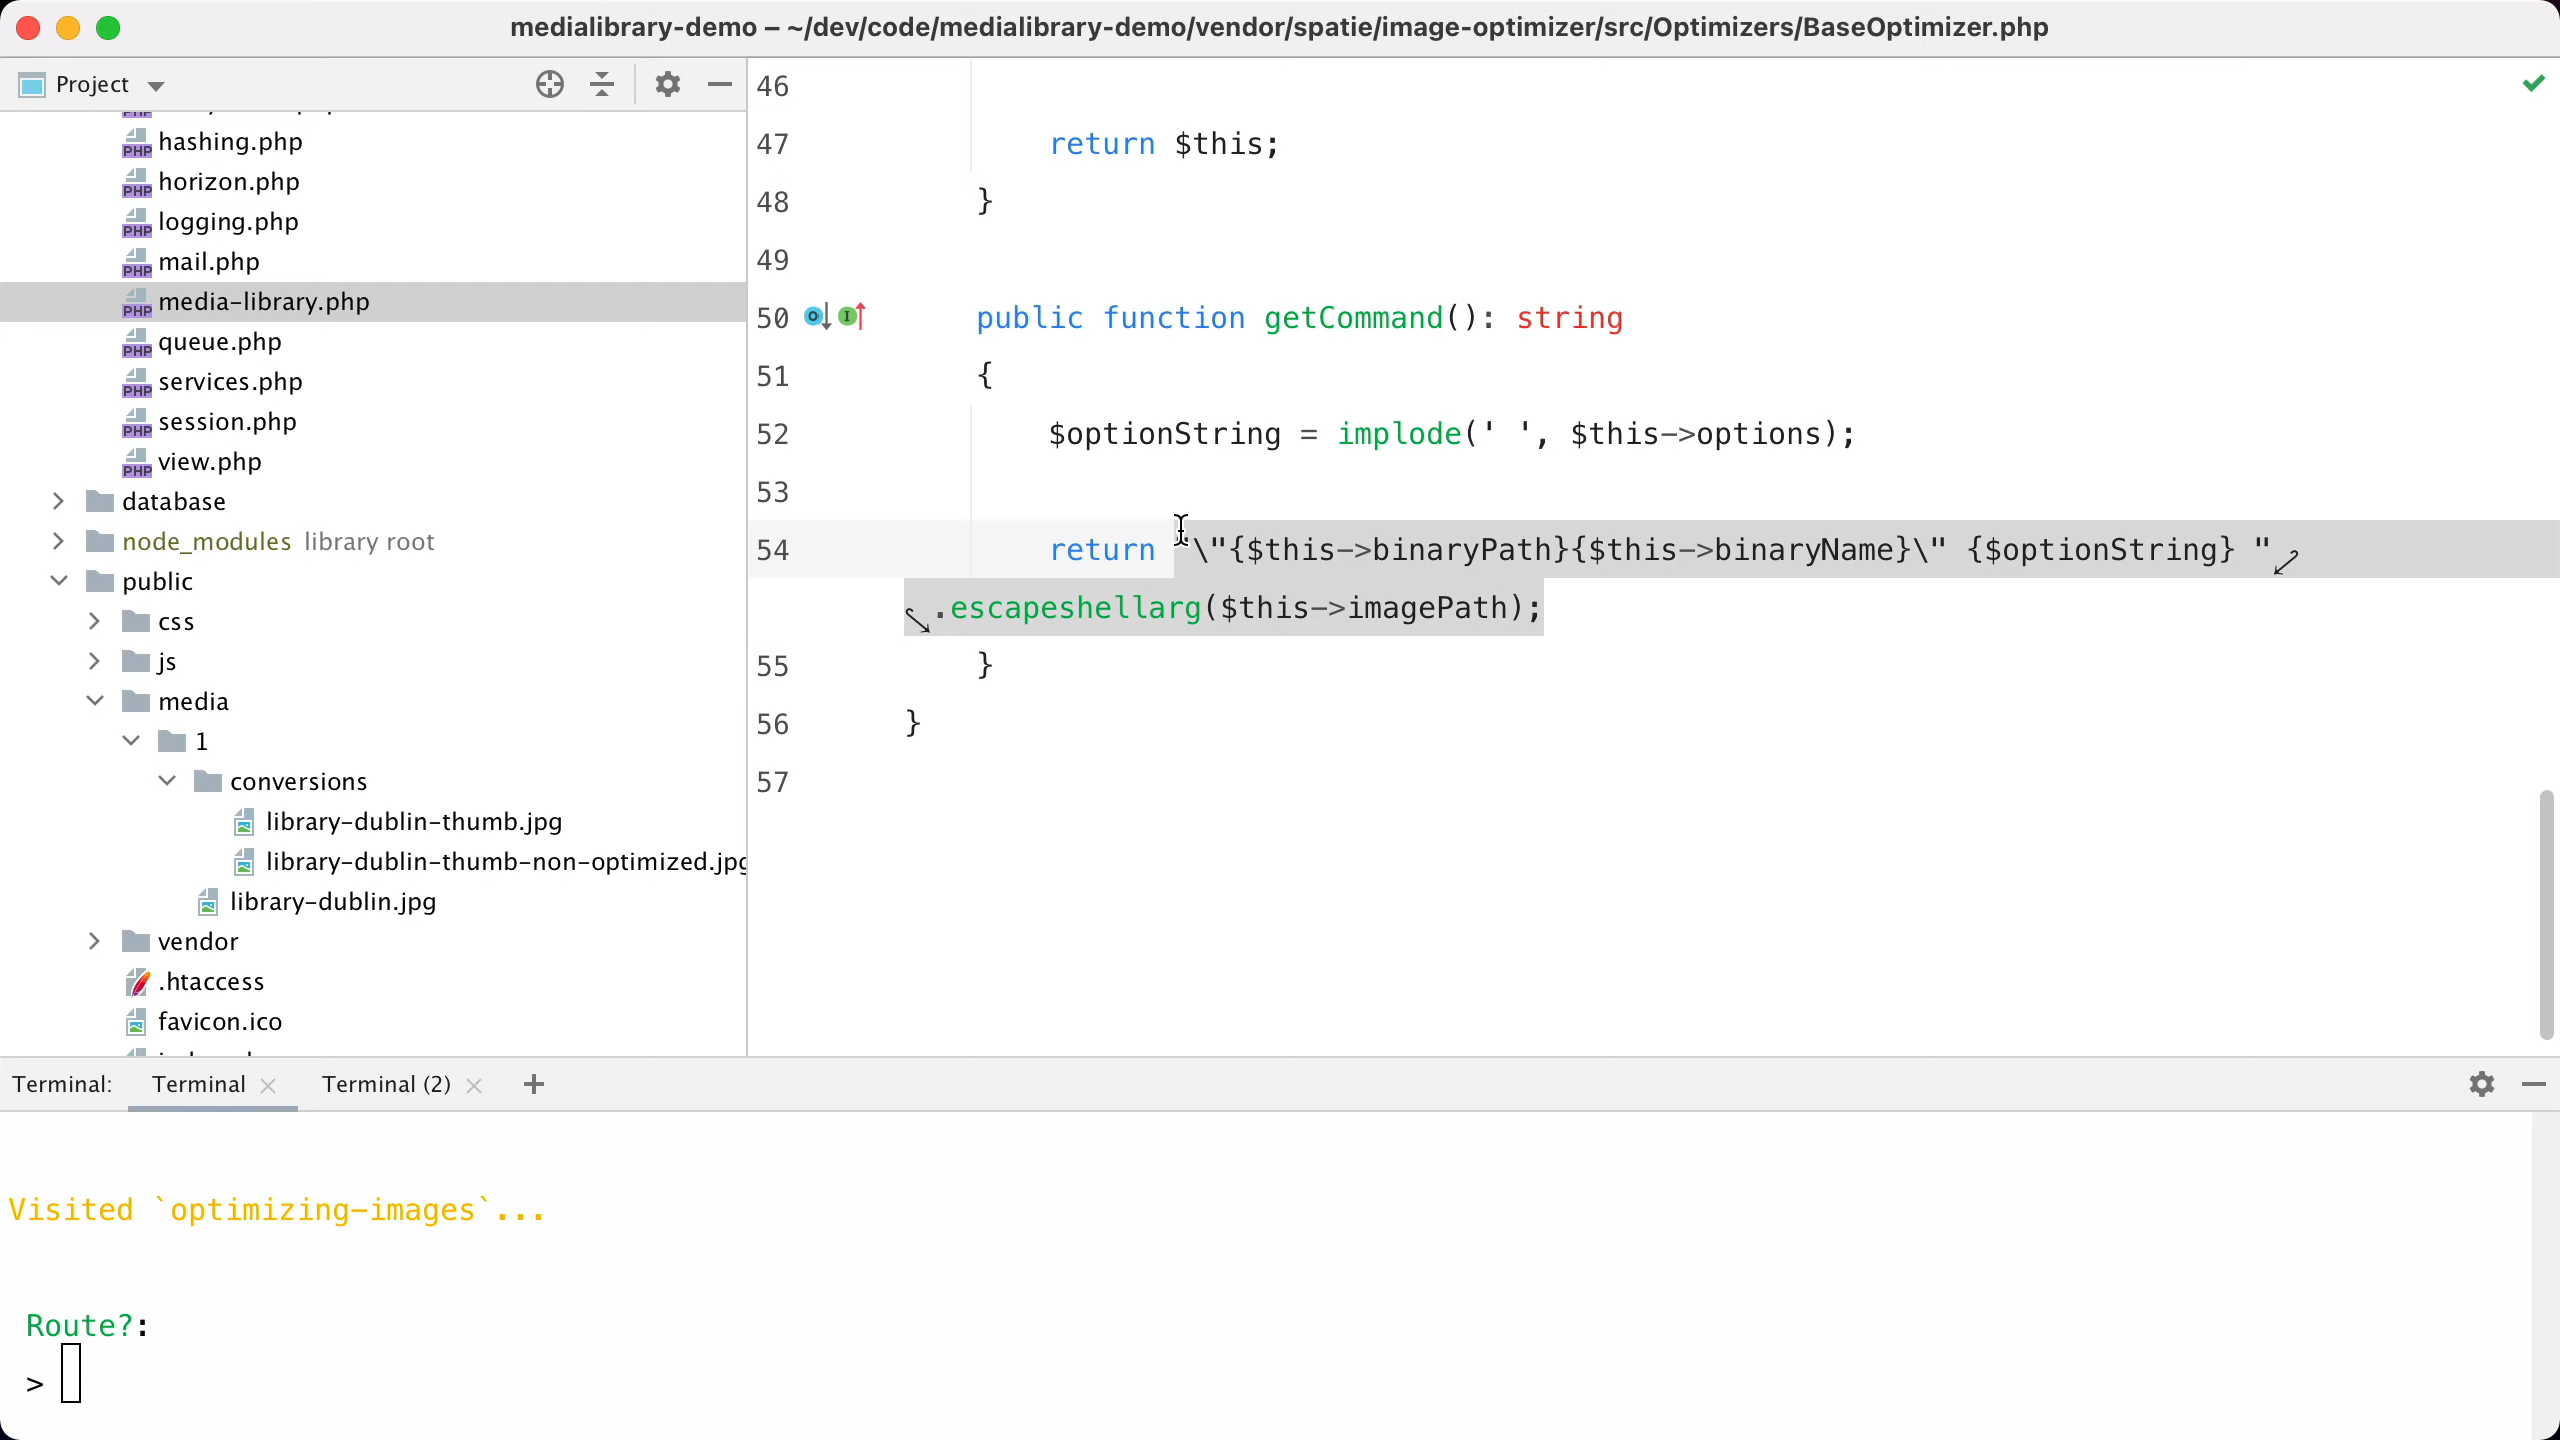 medialibrary-demo – ~/dev/code/medialibrary-demo/vendor/spatie/image-optimizer/src/Optimizers/BaseOptimizer.php
Project
hashing.php
horizon.php
logging.php
mail.php
media-library.php
queue.php
services.php
session.php
view.php
database
node_modules library root
public
css
js
media
1
conversions
library-dublin-thumb.jpg
library-dublin-thumb-non-optimized.jpg
library-dublin.jpg
vendor
.htaccess
favicon.ico
46
47 return $this;
48 }
49
50 public function getCommand(): string
51 {
52 $optionString = implode(' ', $this->options);
53
54 return "\"{$this->binaryPath}{$this->binaryName}\" {$optionString} "
.escapeshellarg($this->imagePath);
55 }
56 }
57
Terminal: Terminal Terminal (2)
Visited `optimizing-images`...
Route?:
>